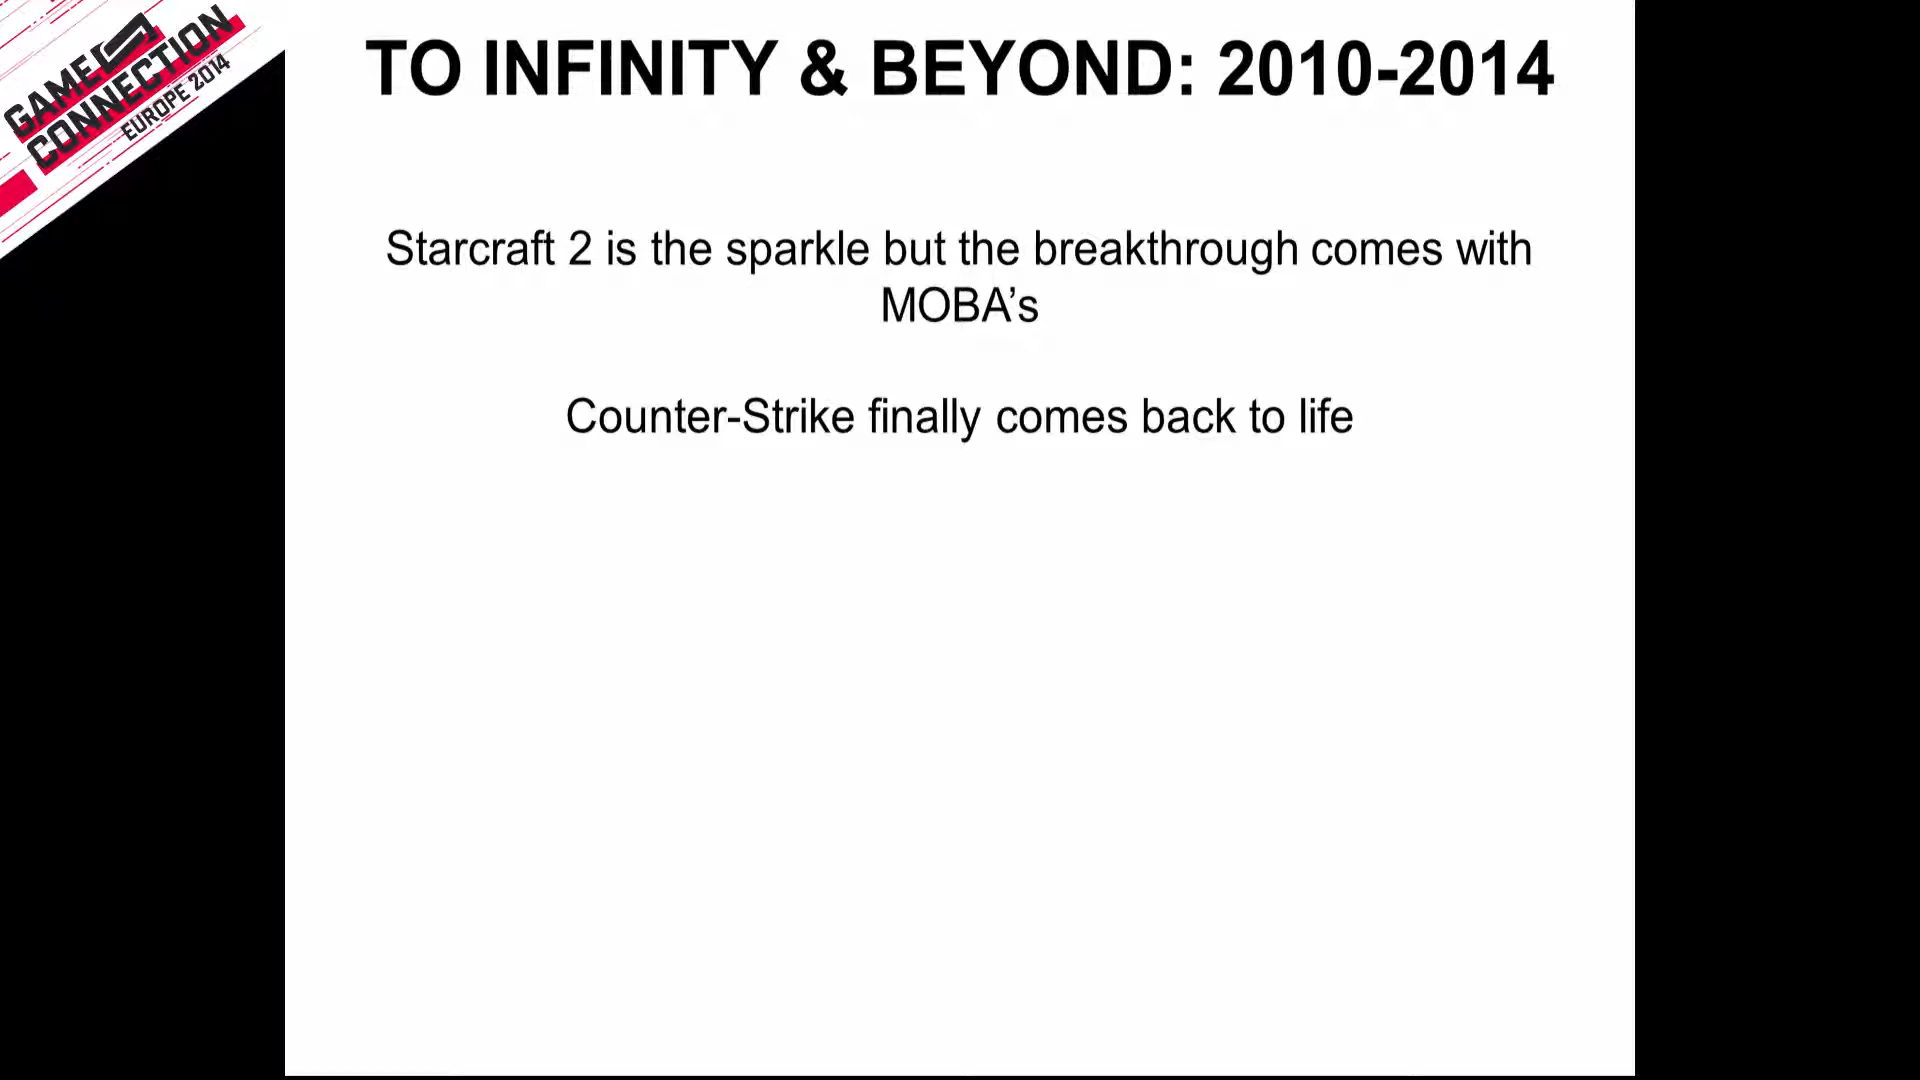 GAME
CONNECTION
EUROPE 2014
TO INFINITY & BEYOND: 2010-2014
Starcraft 2 is the sparkle but the breakthrough comes with
MOBA’s
Counter-Strike finally comes back to life